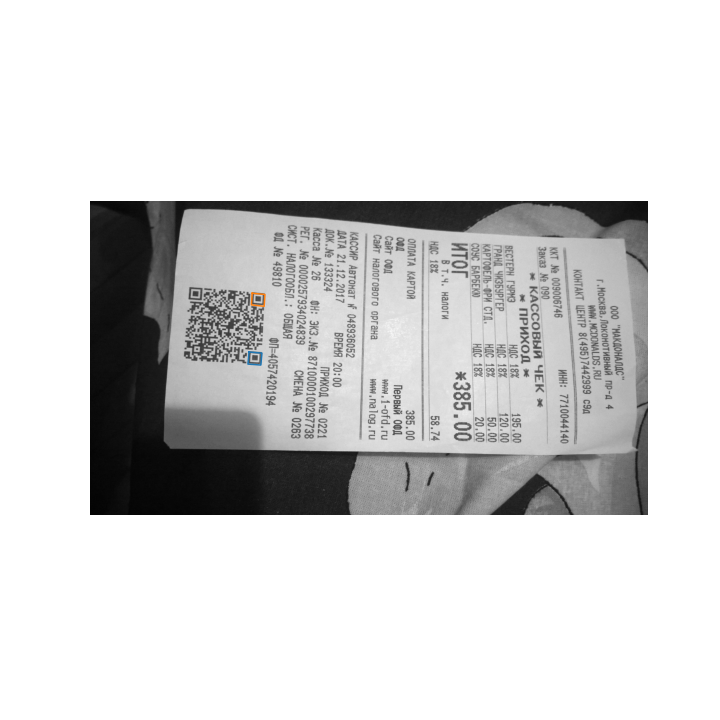 ООО "МАКДОНАЛДС"
г.Москва,Локомотивный пр-д 4
WWW.MCDONALDS.RU
КОНТАКТ ЦЕНТР 8(495)7442999 СЯД
ИНН: 7710044140
ККТ № 00906746
Заказ № 090
* КАССОВЫЙ ЧЕК *
* ПРИХОД *
ВЕСТЕРН ГУРМЭ НДС 18% 195.00
ГРАНД ЧИЗБУРГЕР НДС 18% 120.00
КАРТОФЕЛЬ-ФРИ СТД. НДС 18% 50.00
СОУС БАРБЕКЮ НДС 18% 20.00
ИТОГ *385.00
В т.ч. налоги
НДС 18% 58.74
ОПЛАТА КАРТОЙ 385.00
ОФД Первый ОФД
Сайт ОФД www.1-ofd.ru
Сайт налогового органа www.nalog.ru
КАССИР Автомат № 048936052
ДАТА 21.12.2017 ВРЕМЯ 20:00
ДОК.№ 133324 ПРИХОД № 0221
Касса № 26 ФН: ЭКЗ.№ 8710000100297738
РЕГ. № 0000257934024839 СМЕНА № 0263
СИСТ. НАЛОГООБЛ.: ОБЩАЯ
ФД № 49810 ФП-4057420194